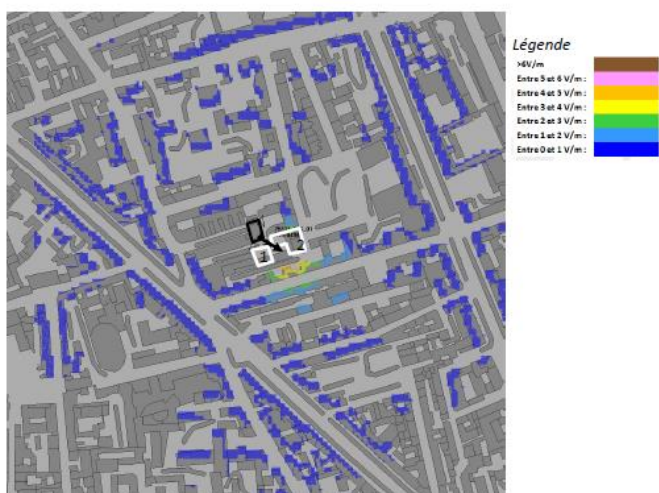 Légende
>6V/m
Entre 5 et 6 V/m :
Entre 4 et 5 V/m :
Entre 3 et 4 V/m :
Entre 2 et 3 V/m :
Entre 1 et 2 V/m :
Entre 0 et 1 V/m :
1
2